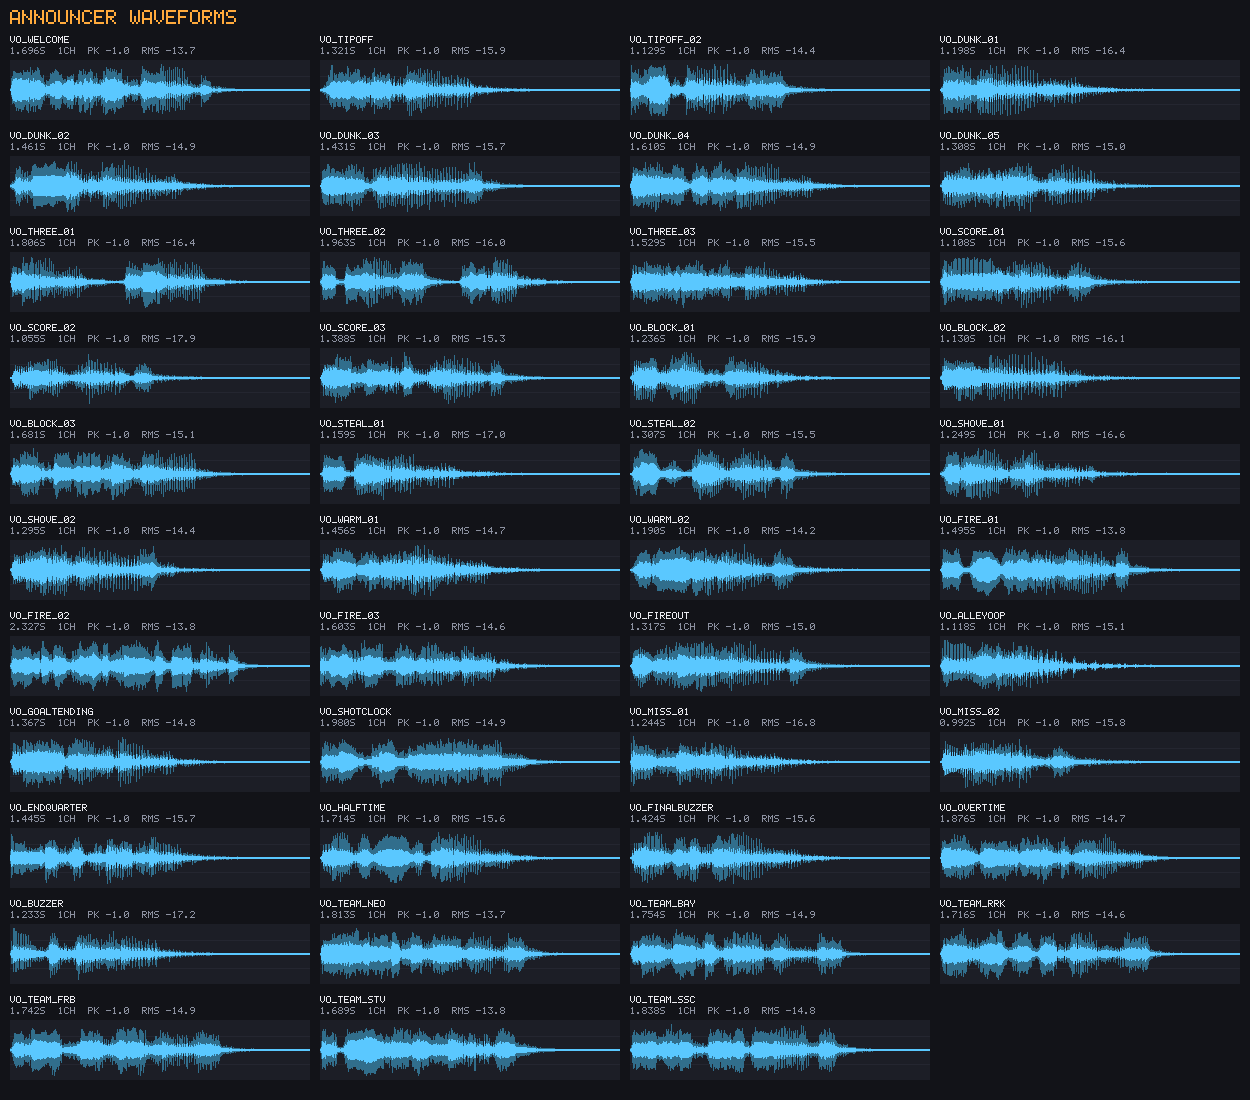 ANNOUNCER WAVEFORMS
VO_WELCOME
1.696S 1CH PK -1.0 RMS -13.7
VO_TIPOFF
1.321S 1CH PK -1.0 RMS -15.9
VO_TIPOFF_02
1.129S 1CH PK -1.0 RMS -14.4
VO_DUNK_01
1.198S 1CH PK -1.0 RMS -16.4
VO_DUNK_02
1.461S 1CH PK -1.0 RMS -14.9
VO_DUNK_03
1.431S 1CH PK -1.0 RMS -15.7
VO_DUNK_04
1.610S 1CH PK -1.0 RMS -14.9
VO_DUNK_05
1.308S 1CH PK -1.0 RMS -15.0
VO_THREE_01
1.806S 1CH PK -1.0 RMS -16.4
VO_THREE_02
1.963S 1CH PK -1.0 RMS -16.0
VO_THREE_03
1.529S 1CH PK -1.0 RMS -15.5
VO_SCORE_01
1.108S 1CH PK -1.0 RMS -15.6
VO_SCORE_02
1.055S 1CH PK -1.0 RMS -17.9
VO_SCORE_03
1.388S 1CH PK -1.0 RMS -15.3
VO_BLOCK_01
1.236S 1CH PK -1.0 RMS -15.9
VO_BLOCK_02
1.130S 1CH PK -1.0 RMS -16.1
VO_BLOCK_03
1.681S 1CH PK -1.0 RMS -15.1
VO_STEAL_01
1.159S 1CH PK -1.0 RMS -17.0
VO_STEAL_02
1.307S 1CH PK -1.0 RMS -15.5
VO_SHOVE_01
1.249S 1CH PK -1.0 RMS -16.6
VO_SHOVE_02
1.295S 1CH PK -1.0 RMS -14.4
VO_WARM_01
1.456S 1CH PK -1.0 RMS -14.7
VO_WARM_02
1.190S 1CH PK -1.0 RMS -14.2
VO_FIRE_01
1.495S 1CH PK -1.0 RMS -13.8
VO_FIRE_02
2.327S 1CH PK -1.0 RMS -13.8
VO_FIRE_03
1.603S 1CH PK -1.0 RMS -14.6
VO_FIREOUT
1.317S 1CH PK -1.0 RMS -15.0
VO_ALLEYOOP
1.118S 1CH PK -1.0 RMS -15.1
VO_GOALTENDING
1.367S 1CH PK -1.0 RMS -14.8
VO_SHOTCLOCK
1.980S 1CH PK -1.0 RMS -14.9
VO_MISS_01
1.244S 1CH PK -1.0 RMS -16.8
VO_MISS_02
0.992S 1CH PK -1.0 RMS -15.8
VO_ENDQUARTER
1.445S 1CH PK -1.0 RMS -15.7
VO_HALFTIME
1.714S 1CH PK -1.0 RMS -15.6
VO_FINALBUZZER
1.424S 1CH PK -1.0 RMS -15.6
VO_OVERTIME
1.876S 1CH PK -1.0 RMS -14.7
VO_BUZZER
1.233S 1CH PK -1.0 RMS -17.2
VO_TEAM_NEO
1.813S 1CH PK -1.0 RMS -13.7
VO_TEAM_BAY
1.754S 1CH PK -1.0 RMS -14.9
VO_TEAM_RRK
1.716S 1CH PK -1.0 RMS -14.6
VO_TEAM_FRB
1.742S 1CH PK -1.0 RMS -14.9
VO_TEAM_STV
1.689S 1CH PK -1.0 RMS -13.8
VO_TEAM_SSC
1.838S 1CH PK -1.0 RMS -14.8